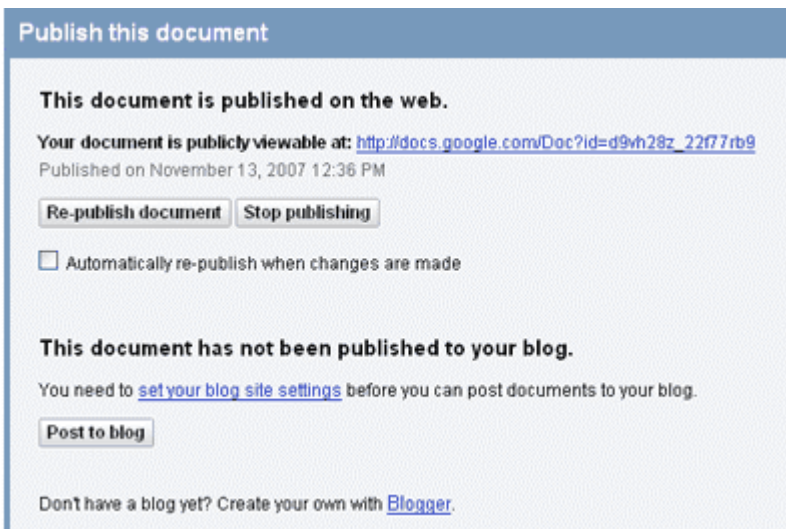 Publish this document
This document is published on the web.
Your document is publicly viewable at: http://docs.google.com/Doc?id=d9vh28z_22f77rb9
Published on November 13, 2007 12:36 PM
Re-publish document Stop publishing
Automatically re-publish when changes are made
This document has not been published to your blog.
You need to set your blog site settings before you can post documents to your blog.
Post to blog
Don't have a blog yet? Create your own with Blogger.